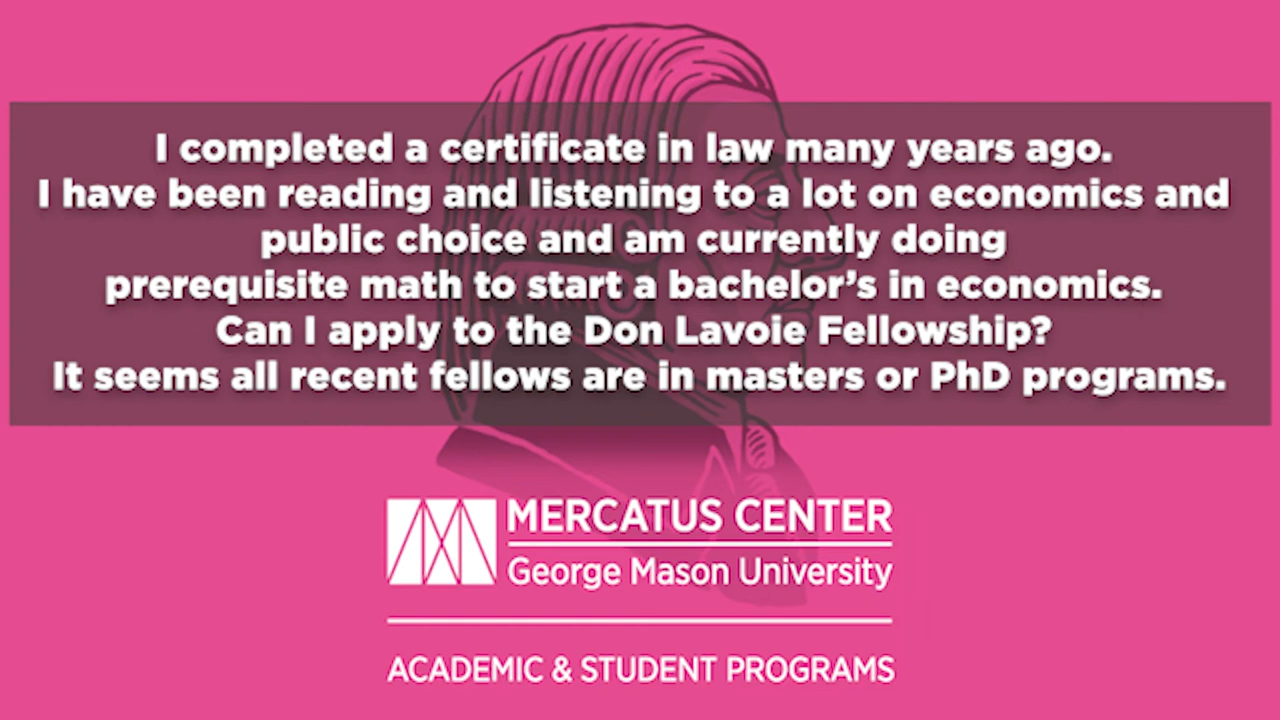 I completed a certificate in law many years ago.
I have been reading and listening to a lot on economics and
public choice and am currently doing
prerequisite math to start a bachelor’s in economics.
Can I apply to the Don Lavoie Fellowship?
It seems all recent fellows are in masters or PhD programs.
MERCATUS CENTER
George Mason University
ACADEMIC & STUDENT PROGRAMS